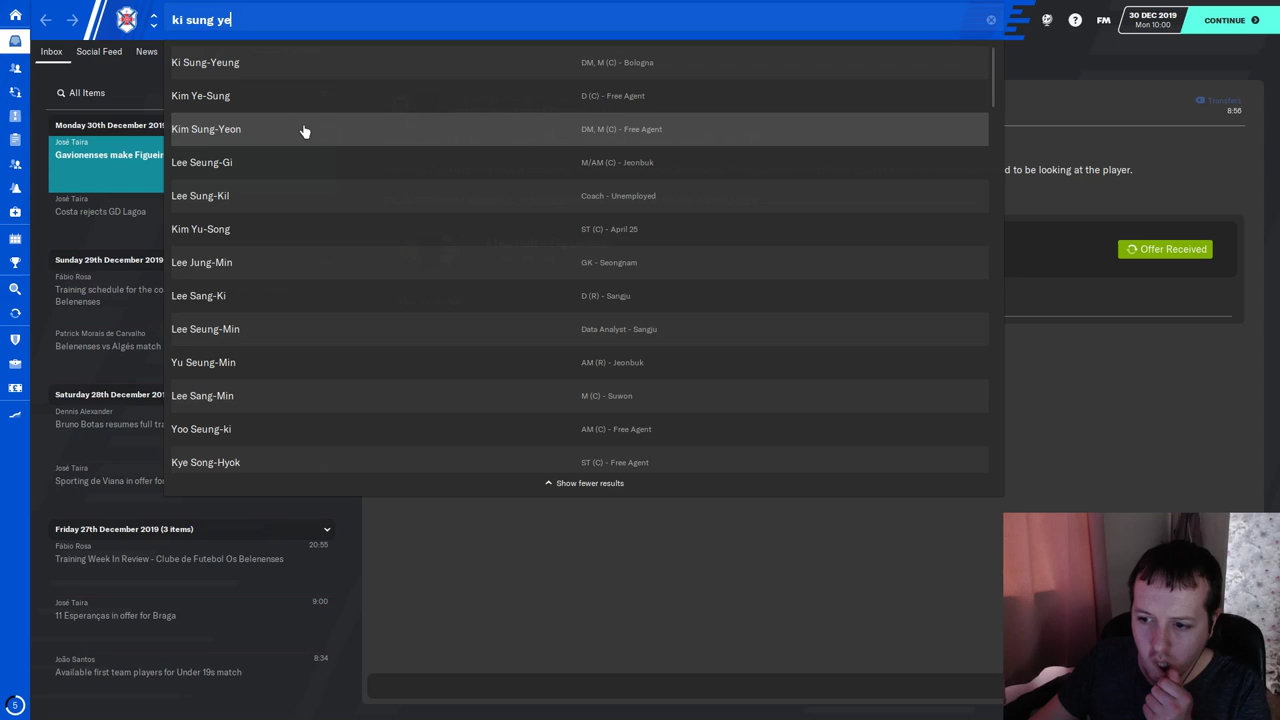 ki sung ye
30 DEC 2019
Mon 10:00
CONTINUE
FM
Inbox Social Feed News
All Items
Ki Sung-Yeung DM, M (C) - Bologna
Kim Ye-Sung D (C) - Free Agent
Kim Sung-Yeon DM, M (C) - Free Agent
Lee Seung-Gi M/AM (C) - Jeonbuk
Lee Sung-Kil Coach - Unemployed
Kim Yu-Song ST (C) - April 25
Lee Jung-Min GK - Seongnam
Lee Sang-Ki D (R) - Sangju
Lee Seung-Min Data Analyst - Sangju
Yu Seung-Min AM (R) - Jeonbuk
Lee Sang-Min M (C) - Suwon
Yoo Seung-ki AM (C) - Free Agent
Kye Song-Hyok ST (C) - Free Agent
Show fewer results
Monday 30th December 2019
José Taira
Gavionenses make Figueir
José Taira
Costa rejects GD Lagoa
Sunday 29th December 2019
Fábio Rosa
Training schedule for the co
Belenenses
Patrick Morais de Carvalho
Belenenses vs Algés match
Saturday 28th December 201
Dennis Alexander
Bruno Botas resumes full tra
José Taira
Sporting de Viana in offer fo
Friday 27th December 2019 (3 items)
Fábio Rosa 20:55
Training Week In Review - Clube de Futebol Os Belenenses
José Taira 9:00
11 Esperanças in offer for Braga
João Santos 8:34
Available first team players for Under 19s match
Transfers
8:56
d to be looking at the player.
Offer Received
5